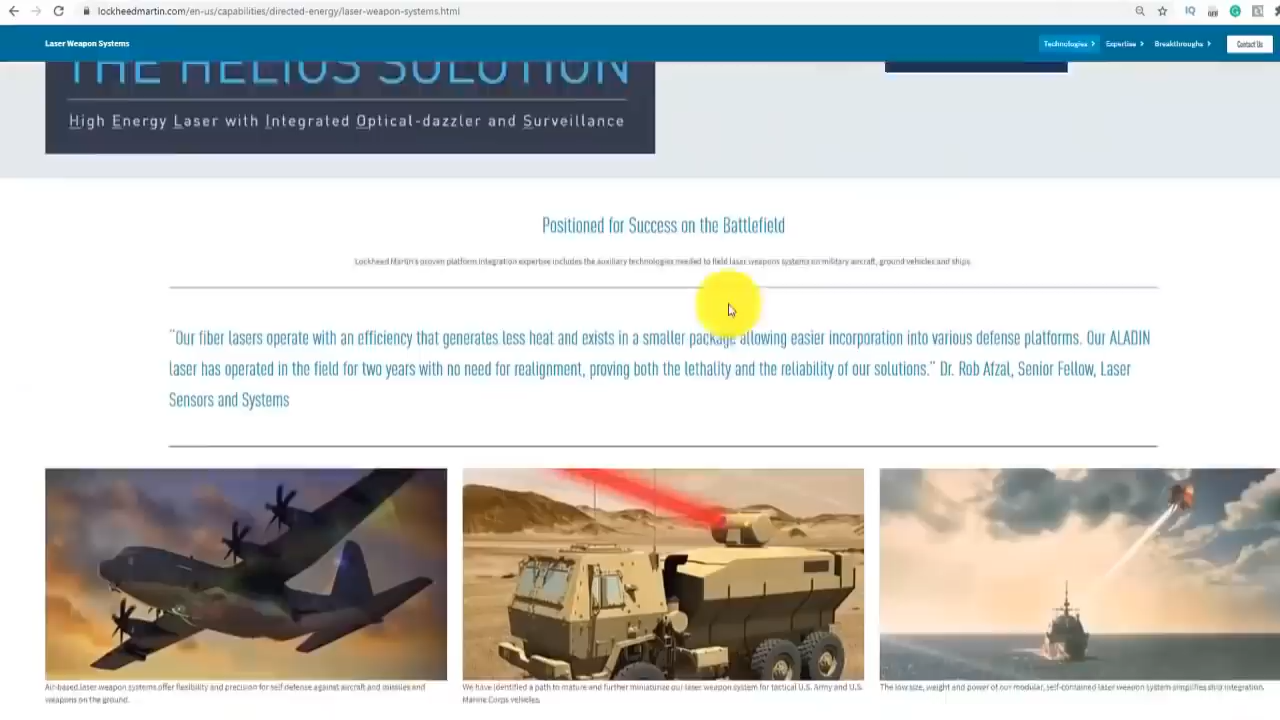 lockheedmartin.com/en-us/capabilities/directed-energy/laser-weapon-systems.html
Laser Weapon Systems
Technologies
Expertise
Breakthroughs
Contact Us
THE HELIOS SOLUTION
High Energy Laser with Integrated Optical-dazzler and Surveillance
Positioned for Success on the Battlefield
Lockheed Martin's proven platform integration expertise includes the auxiliary technologies needed to field laser weapons systems on military aircraft, ground vehicles and ships.
"Our fiber lasers operate with an efficiency that generates less heat and exists in a smaller package allowing easier incorporation into various defense platforms. Our ALADIN
laser has operated in the field for two years with no need for realignment, proving both the lethality and the reliability of our solutions." Dr. Rob Afzal, Senior Fellow, Laser
Sensors and Systems
Air-based laser weapon systems offer flexibility and precision for self defense against aircraft and missiles and
weapons on the ground.
We have identified a path to mature and further miniaturize our laser weapon system for tactical U.S. Army and U.S.
Marine Corps vehicles.
The low size, weight and power of our modular, self-contained laser weapon system simplifies ship integration.